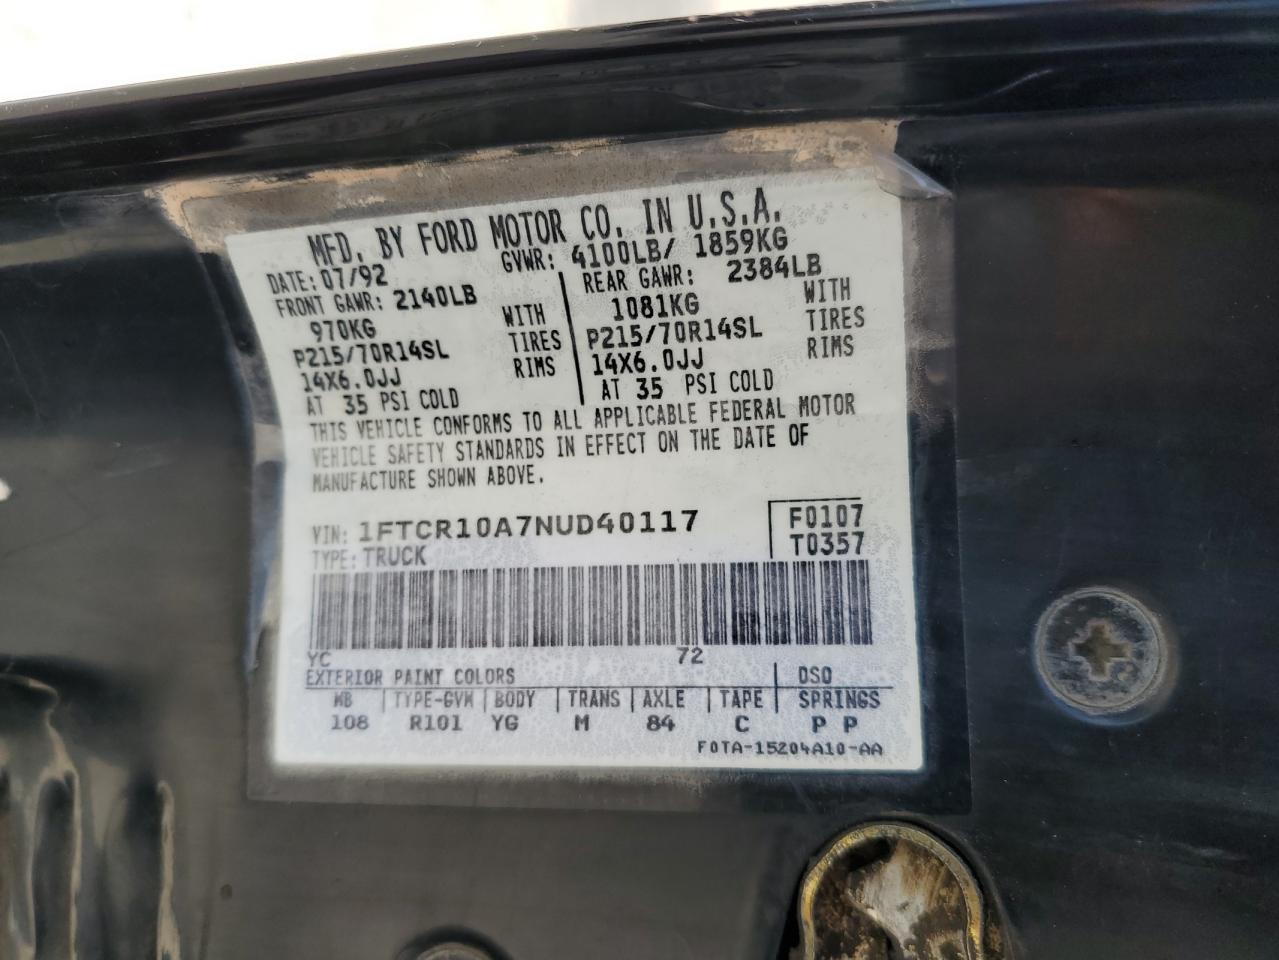 MFD. BY FORD MOTOR CO. IN U.S.A.
DATE: 07/92 GVWR: 4100LB/ 1859KG
FRONT GAWR: 2140LB REAR GAWR: 2384LB
970KG WITH 1081KG WITH
P215/70R14SL TIRES P215/70R14SL TIRES
14X6.0JJ RIMS 14X6.0JJ RIMS
AT 35 PSI COLD AT 35 PSI COLD
THIS VEHICLE CONFORMS TO ALL APPLICABLE FEDERAL MOTOR
VEHICLE SAFETY STANDARDS IN EFFECT ON THE DATE OF
MANUFACTURE SHOWN ABOVE.
VIN: 1FTCR10A7NUD40117 F0107
TYPE: TRUCK T0357
YC 72
EXTERIOR PAINT COLORS DSO
WB TYPE-GVW BODY TRANS AXLE TAPE SPRINGS
108 R101 YG M 84 C P P
F0TA-15204A10-AA